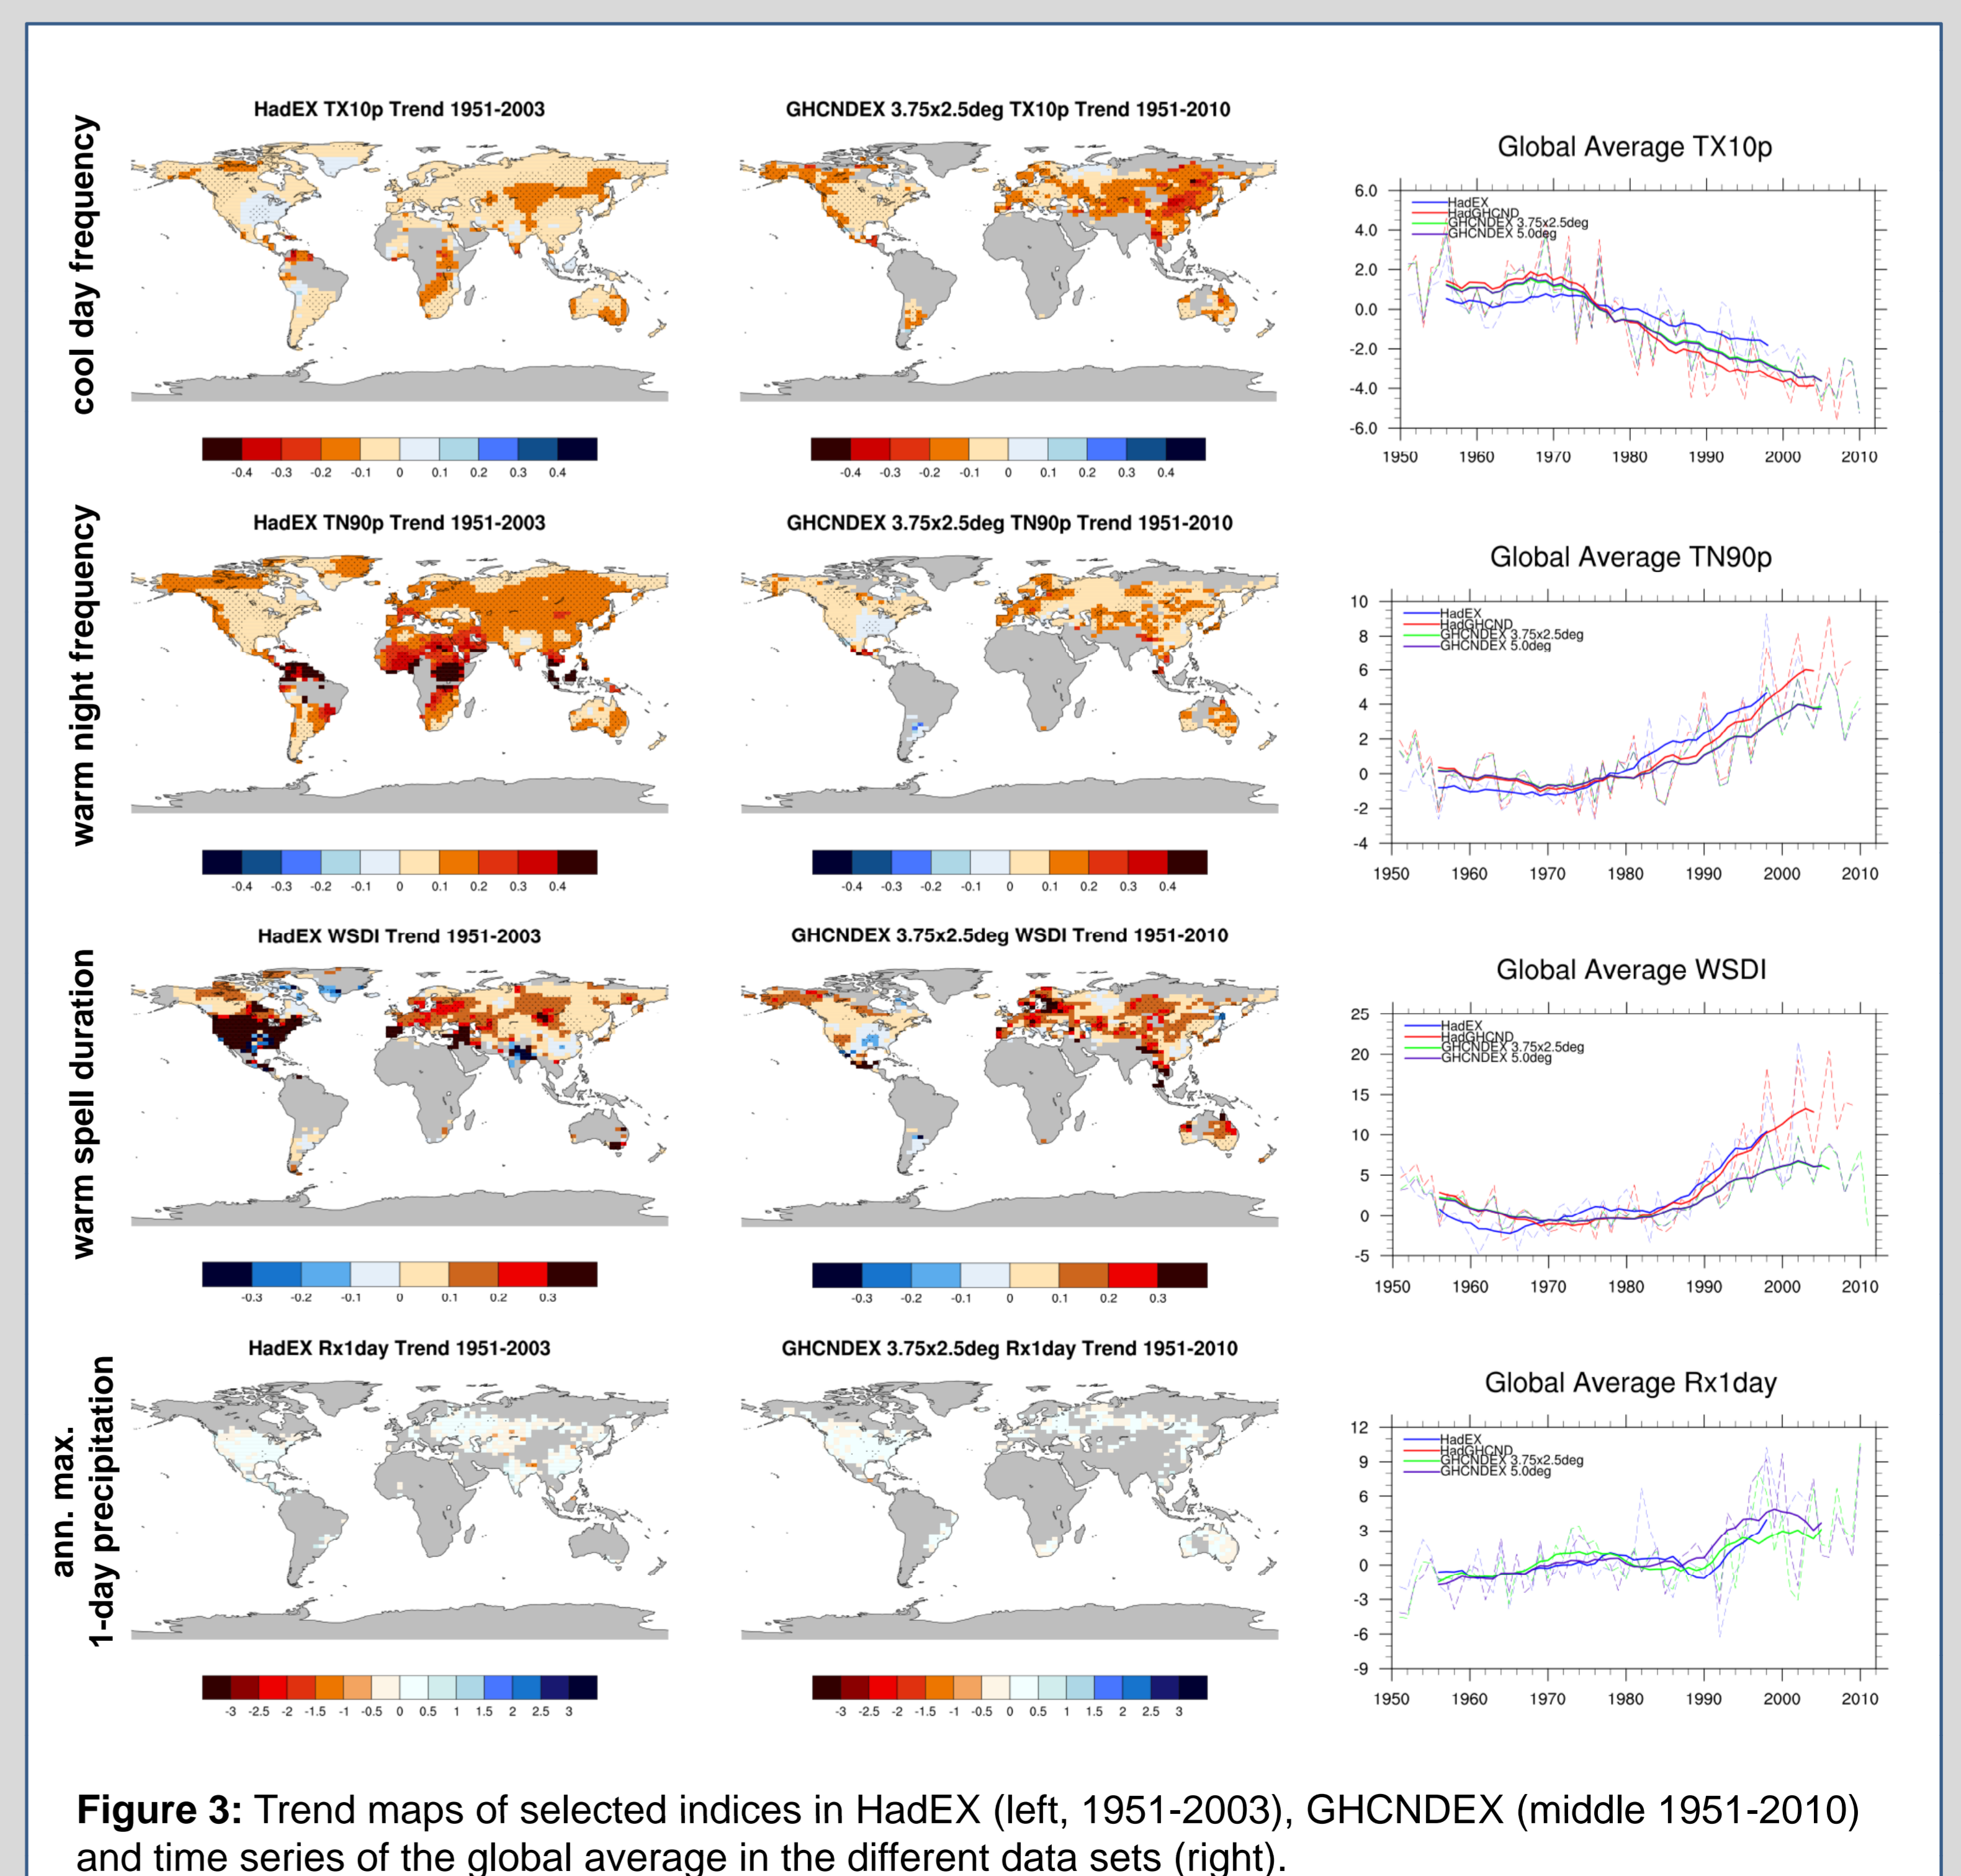 cool day frequency
HadEX TX10p Trend 1951-2003
-0.4 -0.3 -0.2 -0.1 0 0.1 0.2 0.3 0.4
GHCNDEX 3.75x2.5deg TX10p Trend 1951-2010
-0.4 -0.3 -0.2 -0.1 0 0.1 0.2 0.3 0.4
Global Average TX10p
HadEX
HadGHCND
GHCNDEX 3.75x2.5deg
GHCNDEX 5.0deg
6.0
4.0
2.0
0.0
-2.0
-4.0
-6.0
1950 1960 1970 1980 1990 2000 2010
warm night frequency
HadEX TN90p Trend 1951-2003
-0.4 -0.3 -0.2 -0.1 0 0.1 0.2 0.3 0.4
GHCNDEX 3.75x2.5deg TN90p Trend 1951-2010
-0.4 -0.3 -0.2 -0.1 0 0.1 0.2 0.3 0.4
Global Average TN90p
HadEX
HadGHCND
GHCNDEX 3.75x2.5deg
GHCNDEX 5.0deg
10
8
6
4
2
0
-2
-4
1950 1960 1970 1980 1990 2000 2010
warm spell duration
HadEX WSDI Trend 1951-2003
-0.3 -0.2 -0.1 0 0.1 0.2 0.3
GHCNDEX 3.75x2.5deg WSDI Trend 1951-2010
-0.3 -0.2 -0.1 0 0.1 0.2 0.3
Global Average WSDI
HadEX
HadGHCND
GHCNDEX 3.75x2.5deg
GHCNDEX 5.0deg
25
20
15
10
5
0
-5
1950 1960 1970 1980 1990 2000 2010
ann. max.
1-day precipitation
HadEX Rx1day Trend 1951-2003
-3 -2.5 -2 -1.5 -1 -0.5 0 0.5 1 1.5 2 2.5 3
GHCNDEX 3.75x2.5deg Rx1day Trend 1951-2010
-3 -2.5 -2 -1.5 -1 -0.5 0 0.5 1 1.5 2 2.5 3
Global Average Rx1day
HadEX
HadGHCND
GHCNDEX 3.75x2.5deg
GHCNDEX 5.0deg
12
9
6
3
0
-3
-6
-9
1950 1960 1970 1980 1990 2000 2010
Figure 3: Trend maps of selected indices in HadEX (left, 1951-2003), GHCNDEX (middle 1951-2010)
and time series of the global average in the different data sets (right).